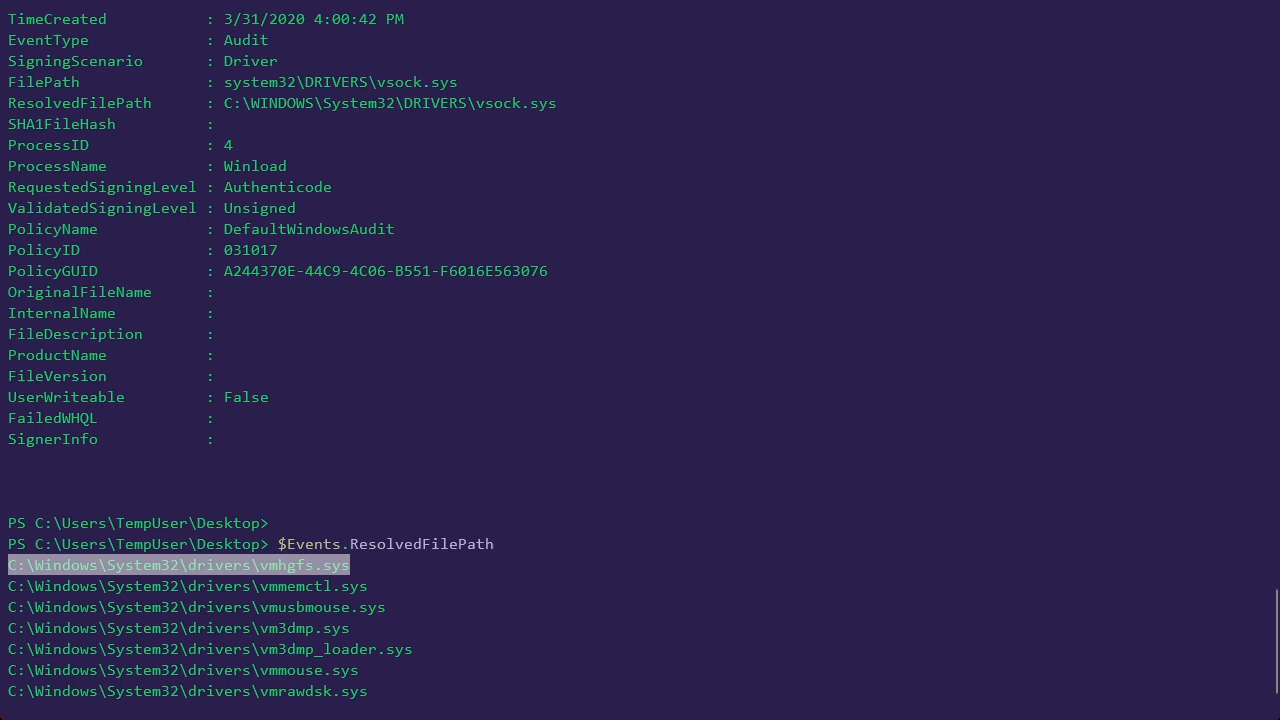 TimeCreated : 3/31/2020 4:00:42 PM
EventType : Audit
SigningScenario : Driver
FilePath : system32\DRIVERS\vsock.sys
ResolvedFilePath : C:\WINDOWS\System32\DRIVERS\vsock.sys
SHA1FileHash :
ProcessID : 4
ProcessName : Winload
RequestedSigningLevel : Authenticode
ValidatedSigningLevel : Unsigned
PolicyName : DefaultWindowsAudit
PolicyID : 031017
PolicyGUID : A244370E-44C9-4C06-B551-F6016E563076
OriginalFileName :
InternalName :
FileDescription :
ProductName :
FileVersion :
UserWriteable : False
FailedWHQL :
SignerInfo :
PS C:\Users\TempUser\Desktop>
PS C:\Users\TempUser\Desktop> $Events.ResolvedFilePath
C:\Windows\System32\drivers\vmhgfs.sys
C:\Windows\System32\drivers\vmmemctl.sys
C:\Windows\System32\drivers\vmusbmouse.sys
C:\Windows\System32\drivers\vm3dmp.sys
C:\Windows\System32\drivers\vm3dmp_loader.sys
C:\Windows\System32\drivers\vmmouse.sys
C:\Windows\System32\drivers\vmrawdsk.sys